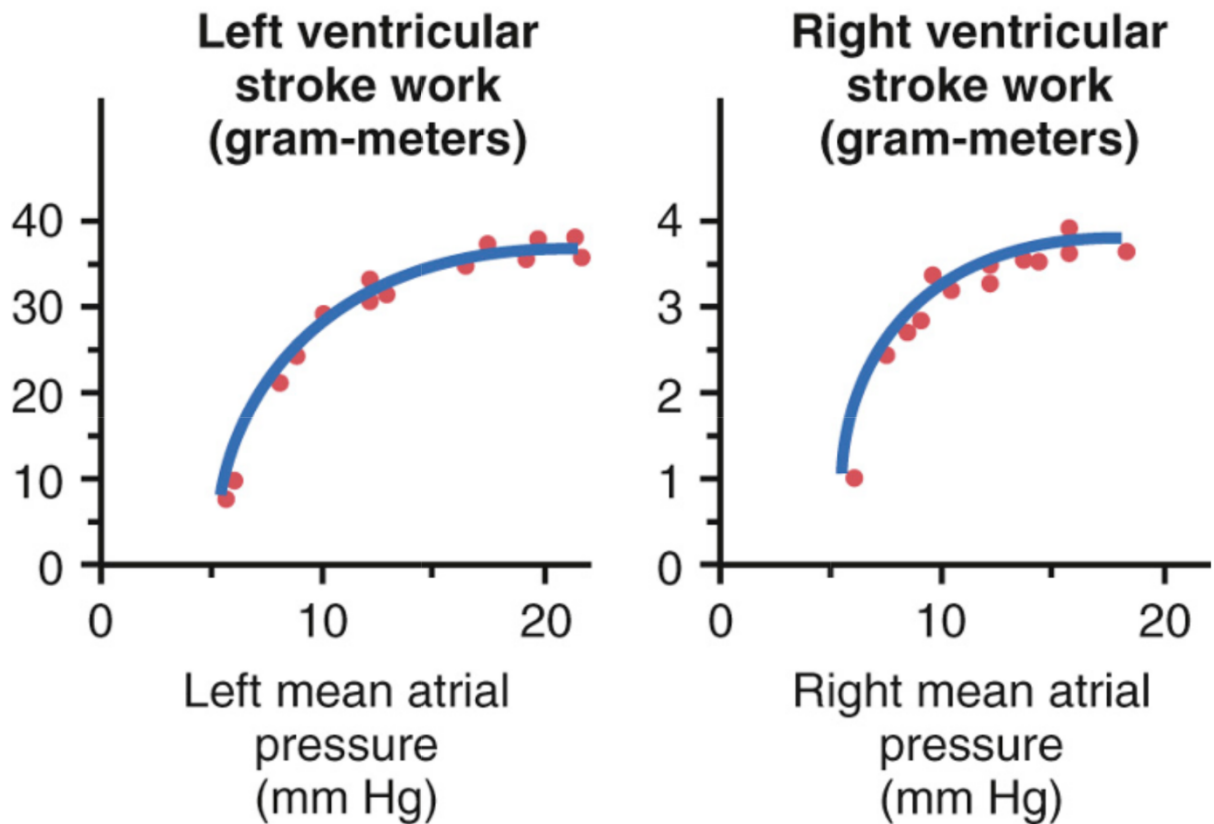 Left ventricular
stroke work
(gram-meters)
40
30
20
10
0
0 10 20
Left mean atrial
pressure
(mm Hg)
Right ventricular
stroke work
(gram-meters)
4
3
2
1
0
0 10 20
Right mean atrial
pressure
(mm Hg)